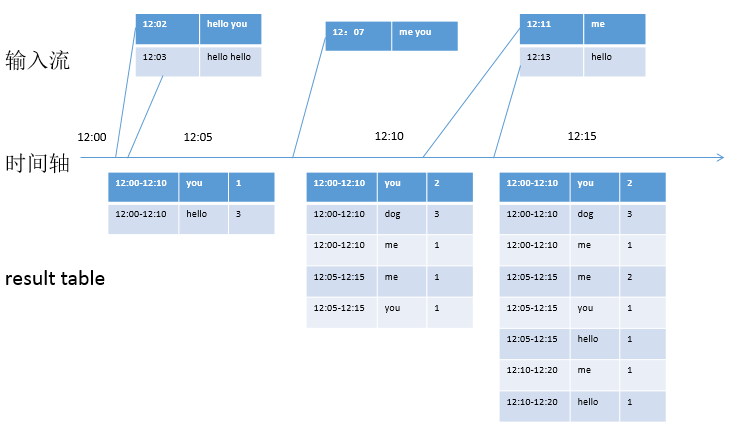 12:02 hello you
12:03 hello hello
12：07 me you
12:11 me
12:13 hello
输入流
12:00
12:05
12:10
12:15
时间轴
12:00-12:10 you 1
12:00-12:10 hello 3
12:00-12:10 you 2
12:00-12:10 dog 3
12:00-12:10 me 1
12:05-12:15 me 1
12:05-12:15 you 1
12:00-12:10 you 2
12:00-12:10 dog 3
12:00-12:10 me 1
12:05-12:15 me 2
12:05-12:15 you 1
12:05-12:15 hello 1
12:10-12:20 me 1
12:10-12:20 hello 1
result table